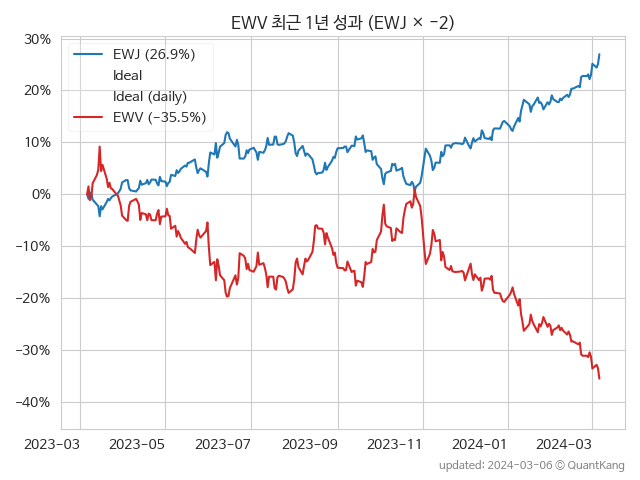 EWV 최근 1년 성과 (EWJ × −2)
30%
20%
10%
0%
−10%
−20%
−30%
−40%
EWJ (26.9%)
Ideal
Ideal (daily)
EWV (−35.5%)
2023−03
2023−05
2023−07
2023−09
2023−11
2024−01
2024−03
updated: 2024−03−06 © QuantKang